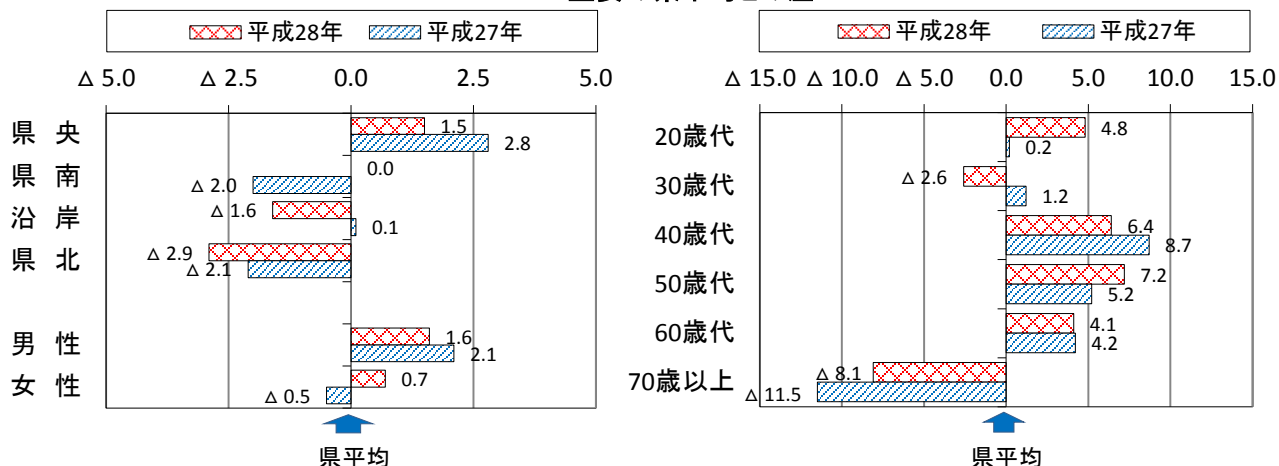 平成28年 平成27年
△ 5.0 △ 2.5 0.0 2.5 5.0
県 央 1.5
2.8
県 南 0.0
△ 2.0
沿 岸 △ 1.6
0.1
県 北 △ 2.9
△ 2.1
男 性 1.6
2.1
女 性 0.7
△ 0.5
県平均
平成28年 平成27年
△ 15.0 △ 10.0 △ 5.0 0.0 5.0 10.0 15.0
20歳代 4.8
0.2
30歳代 △ 2.6
1.2
40歳代 6.4
8.7
50歳代 7.2
5.2
60歳代 4.1
4.2
70歳以上 △ 8.1
△ 11.5
県平均